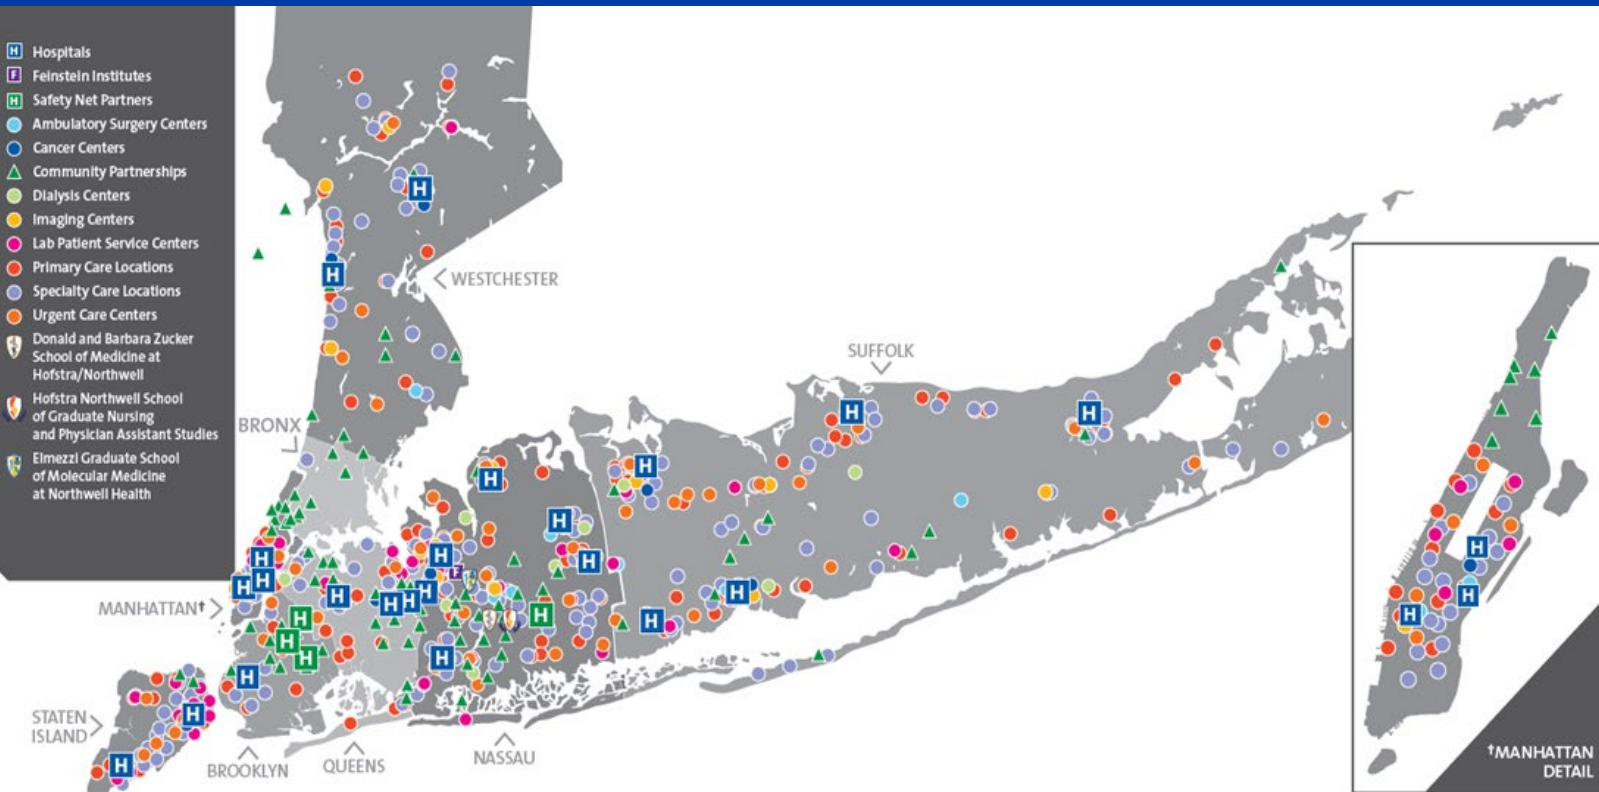 Hospitals
Feinstein Institutes
Safety Net Partners
Ambulatory Surgery Centers
Cancer Centers
Community Partnerships
Dialysis Centers
Imaging Centers
Lab Patient Service Centers
Primary Care Locations
Specialty Care Locations
Urgent Care Centers
Donald and Barbara Zucker
School of Medicine at
Hofstra/Northwell
Hofstra Northwell School
of Graduate Nursing
and Physician Assistant Studies
Elmezzi Graduate School
of Molecular Medicine
at Northwell Health
WESTCHESTER
SUFFOLK
BRONX
MANHATTAN†
STATEN
ISLAND
BROOKLYN
QUEENS
NASSAU
†MANHATTAN
DETAIL